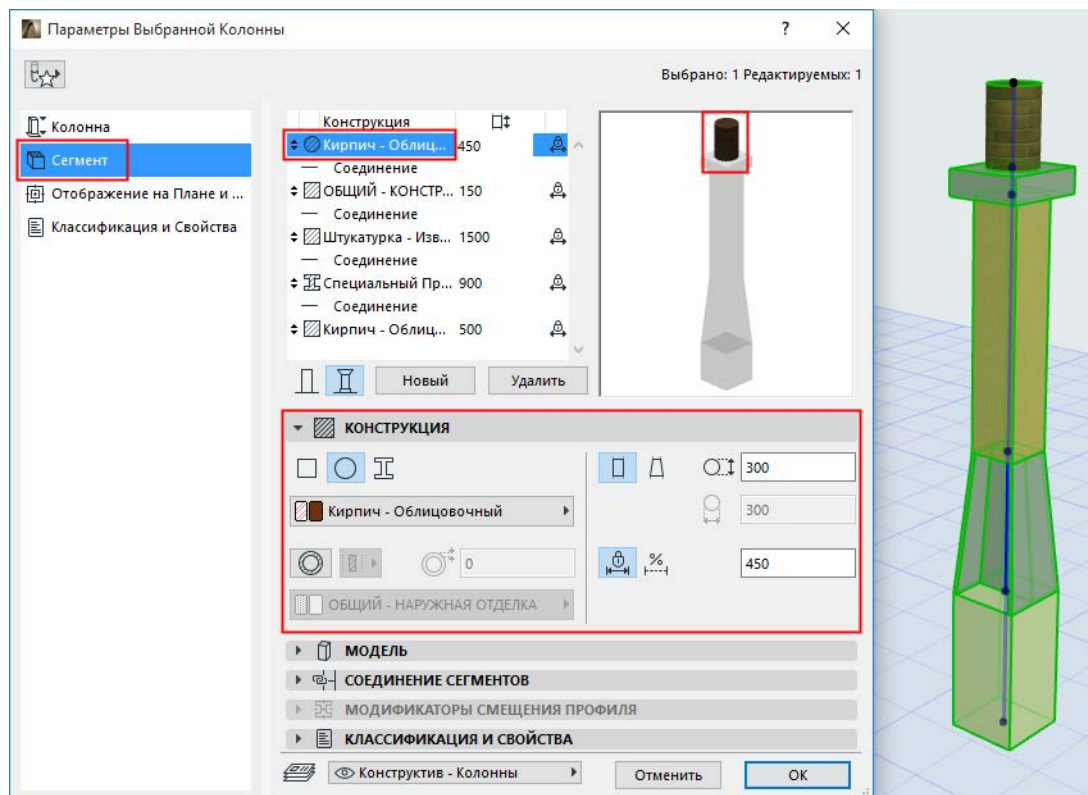 Параметры Выбранной Колонны ? ×
Выбрано: 1 Редактируемых: 1
Колонна
Сегмент
Отображение на Плане и ...
Классификация и Свойства
Конструкция
Кирпич - Облиц... 450
Соединение
ОБЩИЙ - КОНСТР... 150
Соединение
Штукатурка - Изв... 1500
Соединение
Специальный Пр... 900
Соединение
Кирпич - Облиц... 500
Новый Удалить
КОНСТРУКЦИЯ
300
Кирпич - Облицовочный 300
0 % 450
ОБЩИЙ - НАРУЖНАЯ ОТДЕЛКА
МОДЕЛЬ
СОЕДИНЕНИЕ СЕГМЕНТОВ
МОДИФИКАТОРЫ СМЕЩЕНИЯ ПРОФИЛЯ
КЛАССИФИКАЦИЯ И СВОЙСТВА
Конструктив - Колонны Отменить ОК